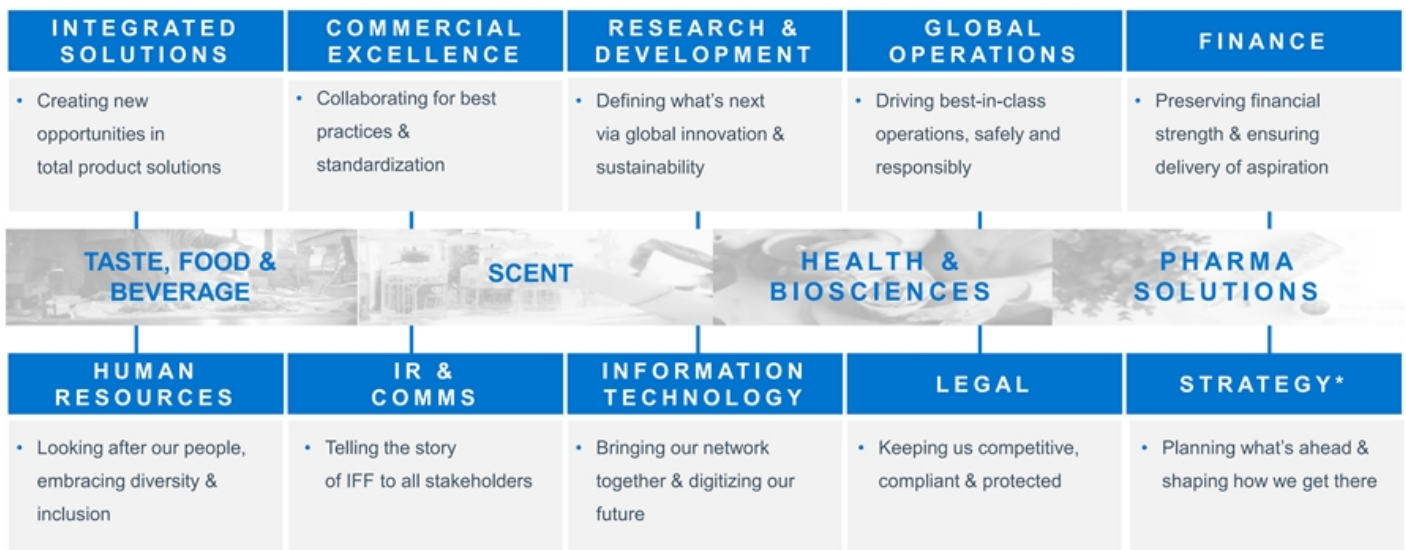 INTEGRATED
SOLUTIONS
• Creating new
opportunities in
total product solutions
COMMERCIAL
EXCELLENCE
• Collaborating for best
practices &
standardization
RESEARCH &
DEVELOPMENT
• Defining what's next
via global innovation &
sustainability
GLOBAL
OPERATIONS
• Driving best-in-class
operations, safely and
responsibly
FINANCE
• Preserving financial
strength & ensuring
delivery of aspiration
TASTE, FOOD &
BEVERAGE
SCENT
HEALTH &
BIOSCIENCES
PHARMA
SOLUTIONS
HUMAN
RESOURCES
• Looking after our people,
embracing diversity &
inclusion
IR &
COMMS
• Telling the story
of IFF to all stakeholders
INFORMATION
TECHNOLOGY
• Bringing our network
together & digitizing our
future
LEGAL
• Keeping us competitive,
compliant & protected
STRATEGY*
• Planning what's ahead &
shaping how we get there